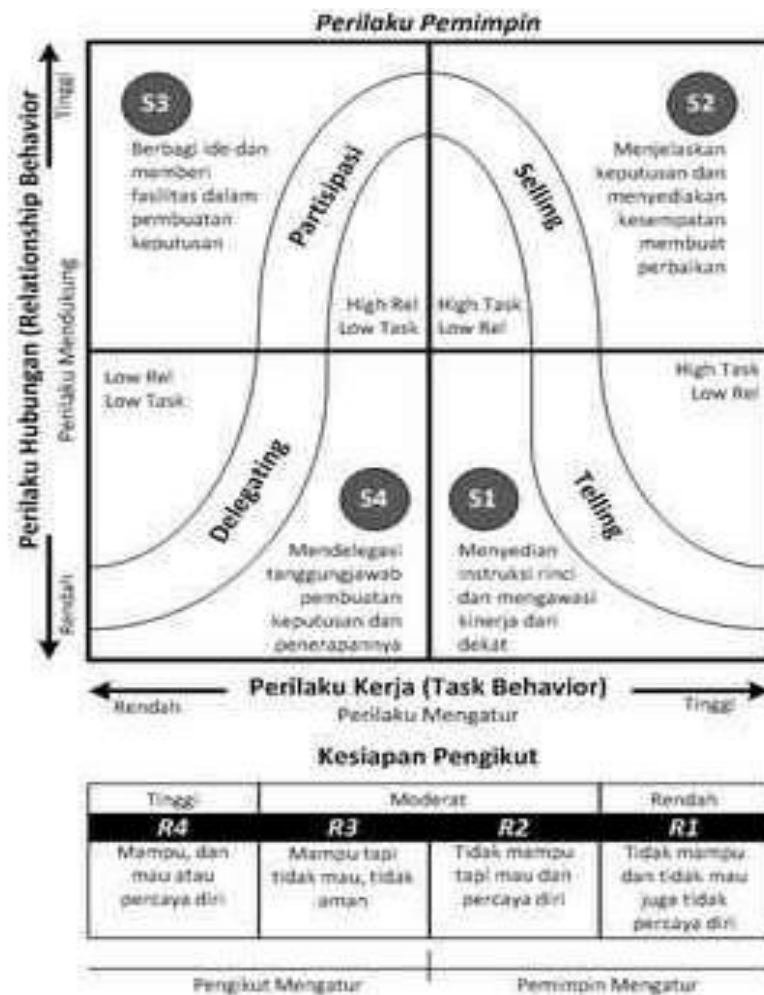 Perilaku Pemimpin
Perilaku Hubungan (Relationship Behavior
Perilaku Mendukung
Tinggi
Rendah
S3
Berbagi ide dan
memberi
fasilitas dalam
pembuatan
keputusan
Partisipasi
High Rel
Low Task
S2
Menjelaskan
keputusan dan
menyediakan
kesempatan
membuat
perbaikan
Selling
High Task
Low Rel
Low Rel
Low Task
Delegating
S4
Mendelegasi
tanggungjawab
pembuatan
keputusan dan
penerapannya
High Task
Low Rel
S1
Telling
Menyedian
instruksi rinci
dan mengawasi
kinerja dari
dekat
Perilaku Kerja (Task Behavior)
Rendah
Perilaku Mengatur
Tinggi
Kesiapan Pengikut
Tinggi Moderat Rendah
R4 R3 R2 R1
Mampu, dan Mampu tapi Tidak mampu Tidak mampu
mau atau tidak mau, tidak tapi mau dan dan tidak mau
percaya diri aman percaya diri juga tidak
percaya diri
Pengikut Mengatur Pemimpin Mengatur